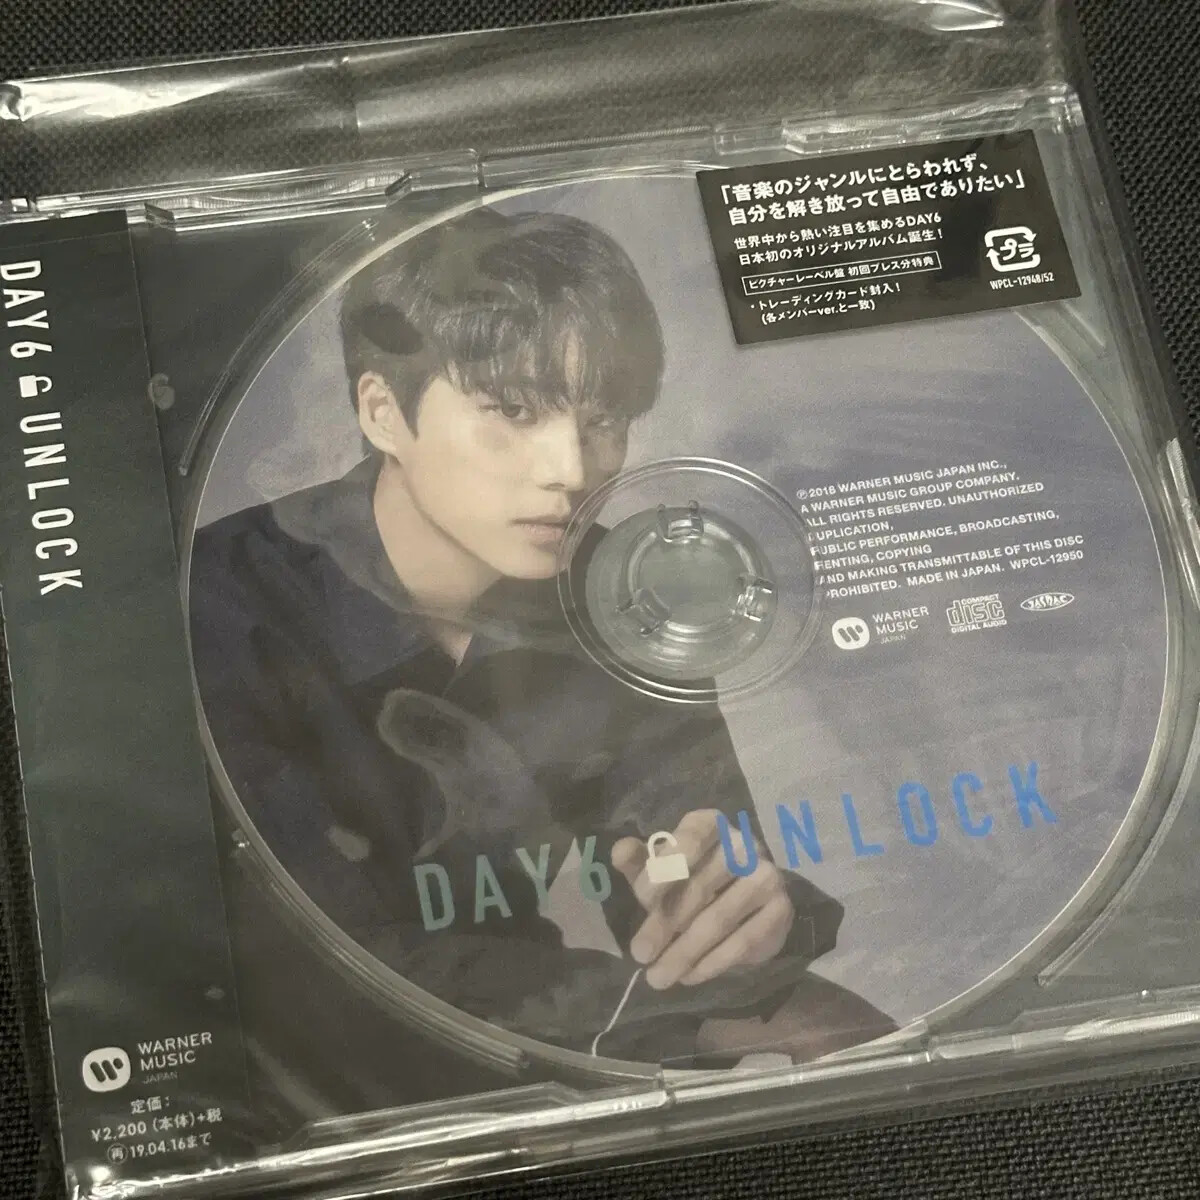 「音楽のジャンルにとらわれず、
自分を解き放って自由でありたい」
世界中から熱い注目を集めるDAY6
日本初のオリジナルアルバム誕生！
ピクチャーレーベル盤 初回プレス分特典
・トレーディングカード封入！
(各メンバーver.と一致)
プラ
WPCL-12948/52
DAY6 UNLOCK
℗2018 WARNER MUSIC JAPAN INC.,
A WARNER MUSIC GROUP COMPANY.
ALL RIGHTS RESERVED. UNAUTHORIZED
DUPLICATION,
PUBLIC PERFORMANCE, BROADCASTING,
RENTING, COPYING
AND MAKING TRANSMITTABLE OF THIS DISC
PROHIBITED. MADE IN JAPAN. WPCL-12950
WARNER
MUSIC
JAPAN
COMPACT
disc
DIGITAL AUDIO
JASRAC
DAY6 UNLOCK
WARNER
MUSIC
JAPAN
定価：
¥2,200 (本体)+税
再19.04.16まで